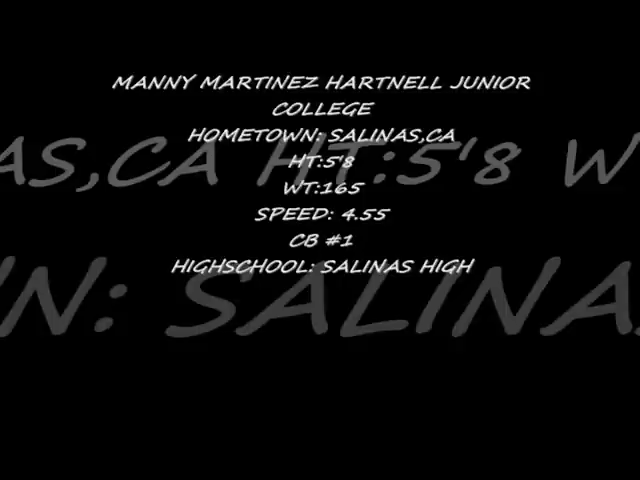 MANNY MARTINEZ HARTNELL JUNIOR
COLLEGE
HOMETOWN: SALINAS,CA
HT:5'8
WT:165
SPEED: 4.55
CB #1
HIGHSCHOOL: SALINAS HIGH
AS,CA HT:5'8 W
WN: SALINAS